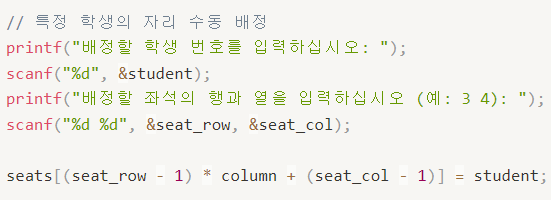 // 특정 학생의 자리 수동 배정
printf("배정할 학생 번호를 입력하십시오: ");
scanf("%d", &student);
printf("배정할 좌석의 행과 열을 입력하십시오 (예: 3 4): ");
scanf("%d %d", &seat_row, &seat_col);
seats[(seat_row - 1) * column + (seat_col - 1)] = student;